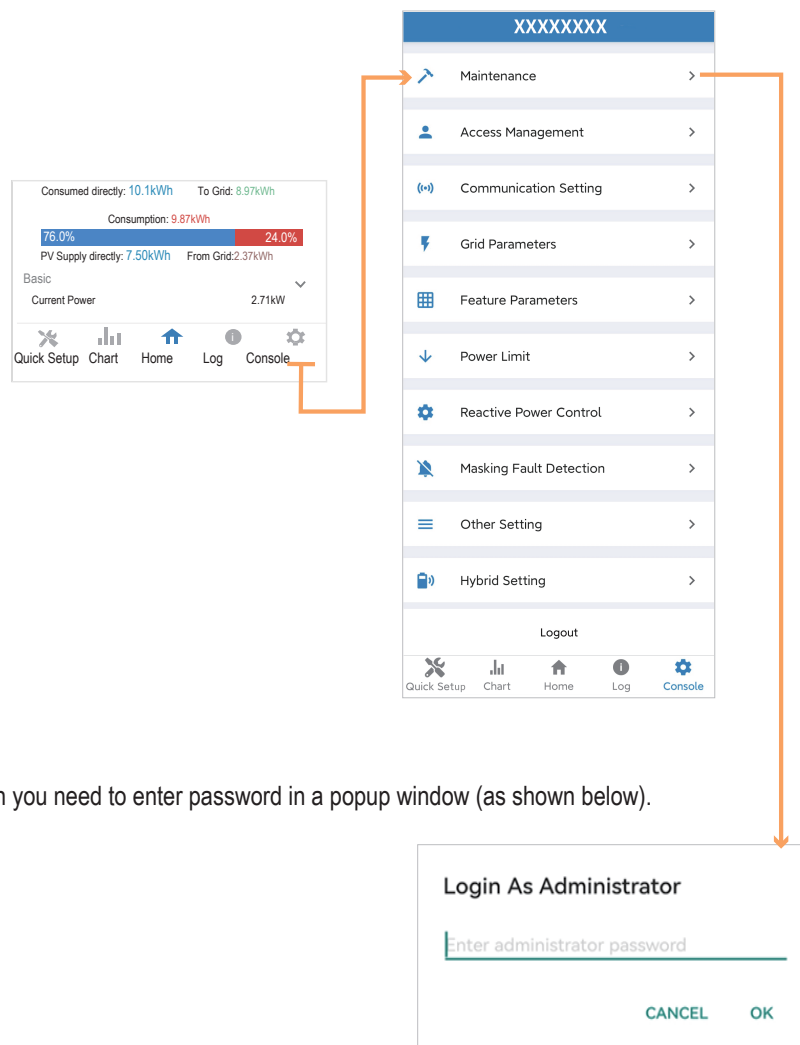 XXXXXXXX
Maintenance
Access Management
Communication Setting
Grid Parameters
Feature Parameters
Power Limit
Reactive Power Control
Masking Fault Detection
Other Setting
Hybrid Setting
Logout
Quick Setup Chart Home Log Console
Consumed directly: 10.1kWh To Grid: 8.97kWh
Consumption: 9.87kWh
76.0% 24.0%
PV Supply directly: 7.50kWh From Grid:2.37kWh
Basic
Current Power 2.71kW
Quick Setup Chart Home Log Console
you need to enter password in a popup window (as shown below).
Login As Administrator
Enter administrator password
CANCEL OK